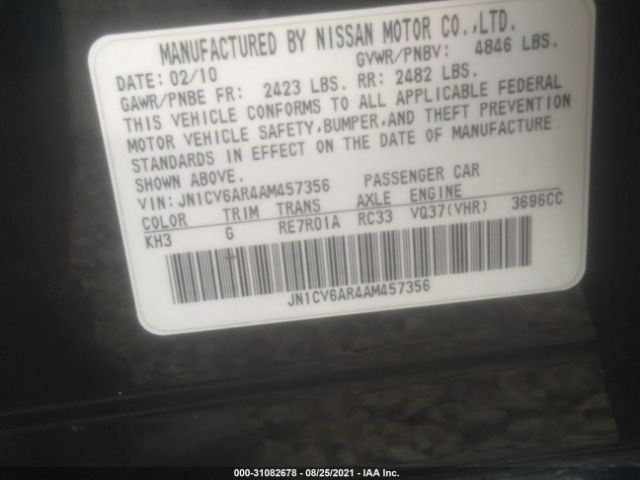 MANUFACTURED BY NISSAN MOTOR CO.,LTD.
DATE: 02/10 GVWR/PNBV: 4846 LBS.
GAWR/PNBE FR: 2423 LBS. RR: 2482 LBS.
THIS VEHICLE CONFORMS TO ALL APPLICABLE FEDERAL
MOTOR VEHICLE SAFETY,BUMPER,AND THEFT PREVENTION
STANDARDS IN EFFECT ON THE DATE OF MANUFACTURE
SHOWN ABOVE.
VIN: JN1CV6AR4AM457356 PASSENGER CAR
COLOR TRIM TRANS AXLE ENGINE
KH3 G RE7R01A RC33 VQ37(VHR) 3696CC
JN1CV6AR4AM457356
000-31082678 - 08/25/2021 - IAA Inc.